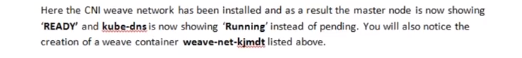 Here the CNI weave network has been installed and as a result the master node is now showing
‘READY’ and kube-dns is now showing ‘Running’ instead of pending. You will also notice the
creation of a weave container weave-net-kjmdt listed above.